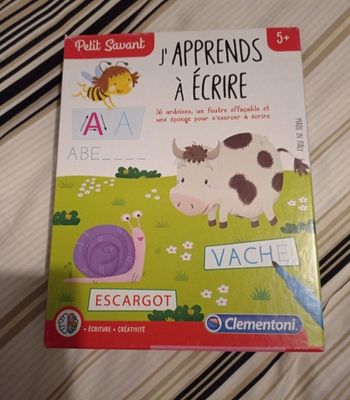 Petit Savant
J'APPRENDS
À ÉCRIRE
5+
16 ardoises, un feutre effaçable et
une éponge pour s'exercer à écrire
A A
ABE____
MADE IN ITALY
VACHE
ESCARGOT
• ÉCRITURE • CRÉATIVITÉ
Clementoni